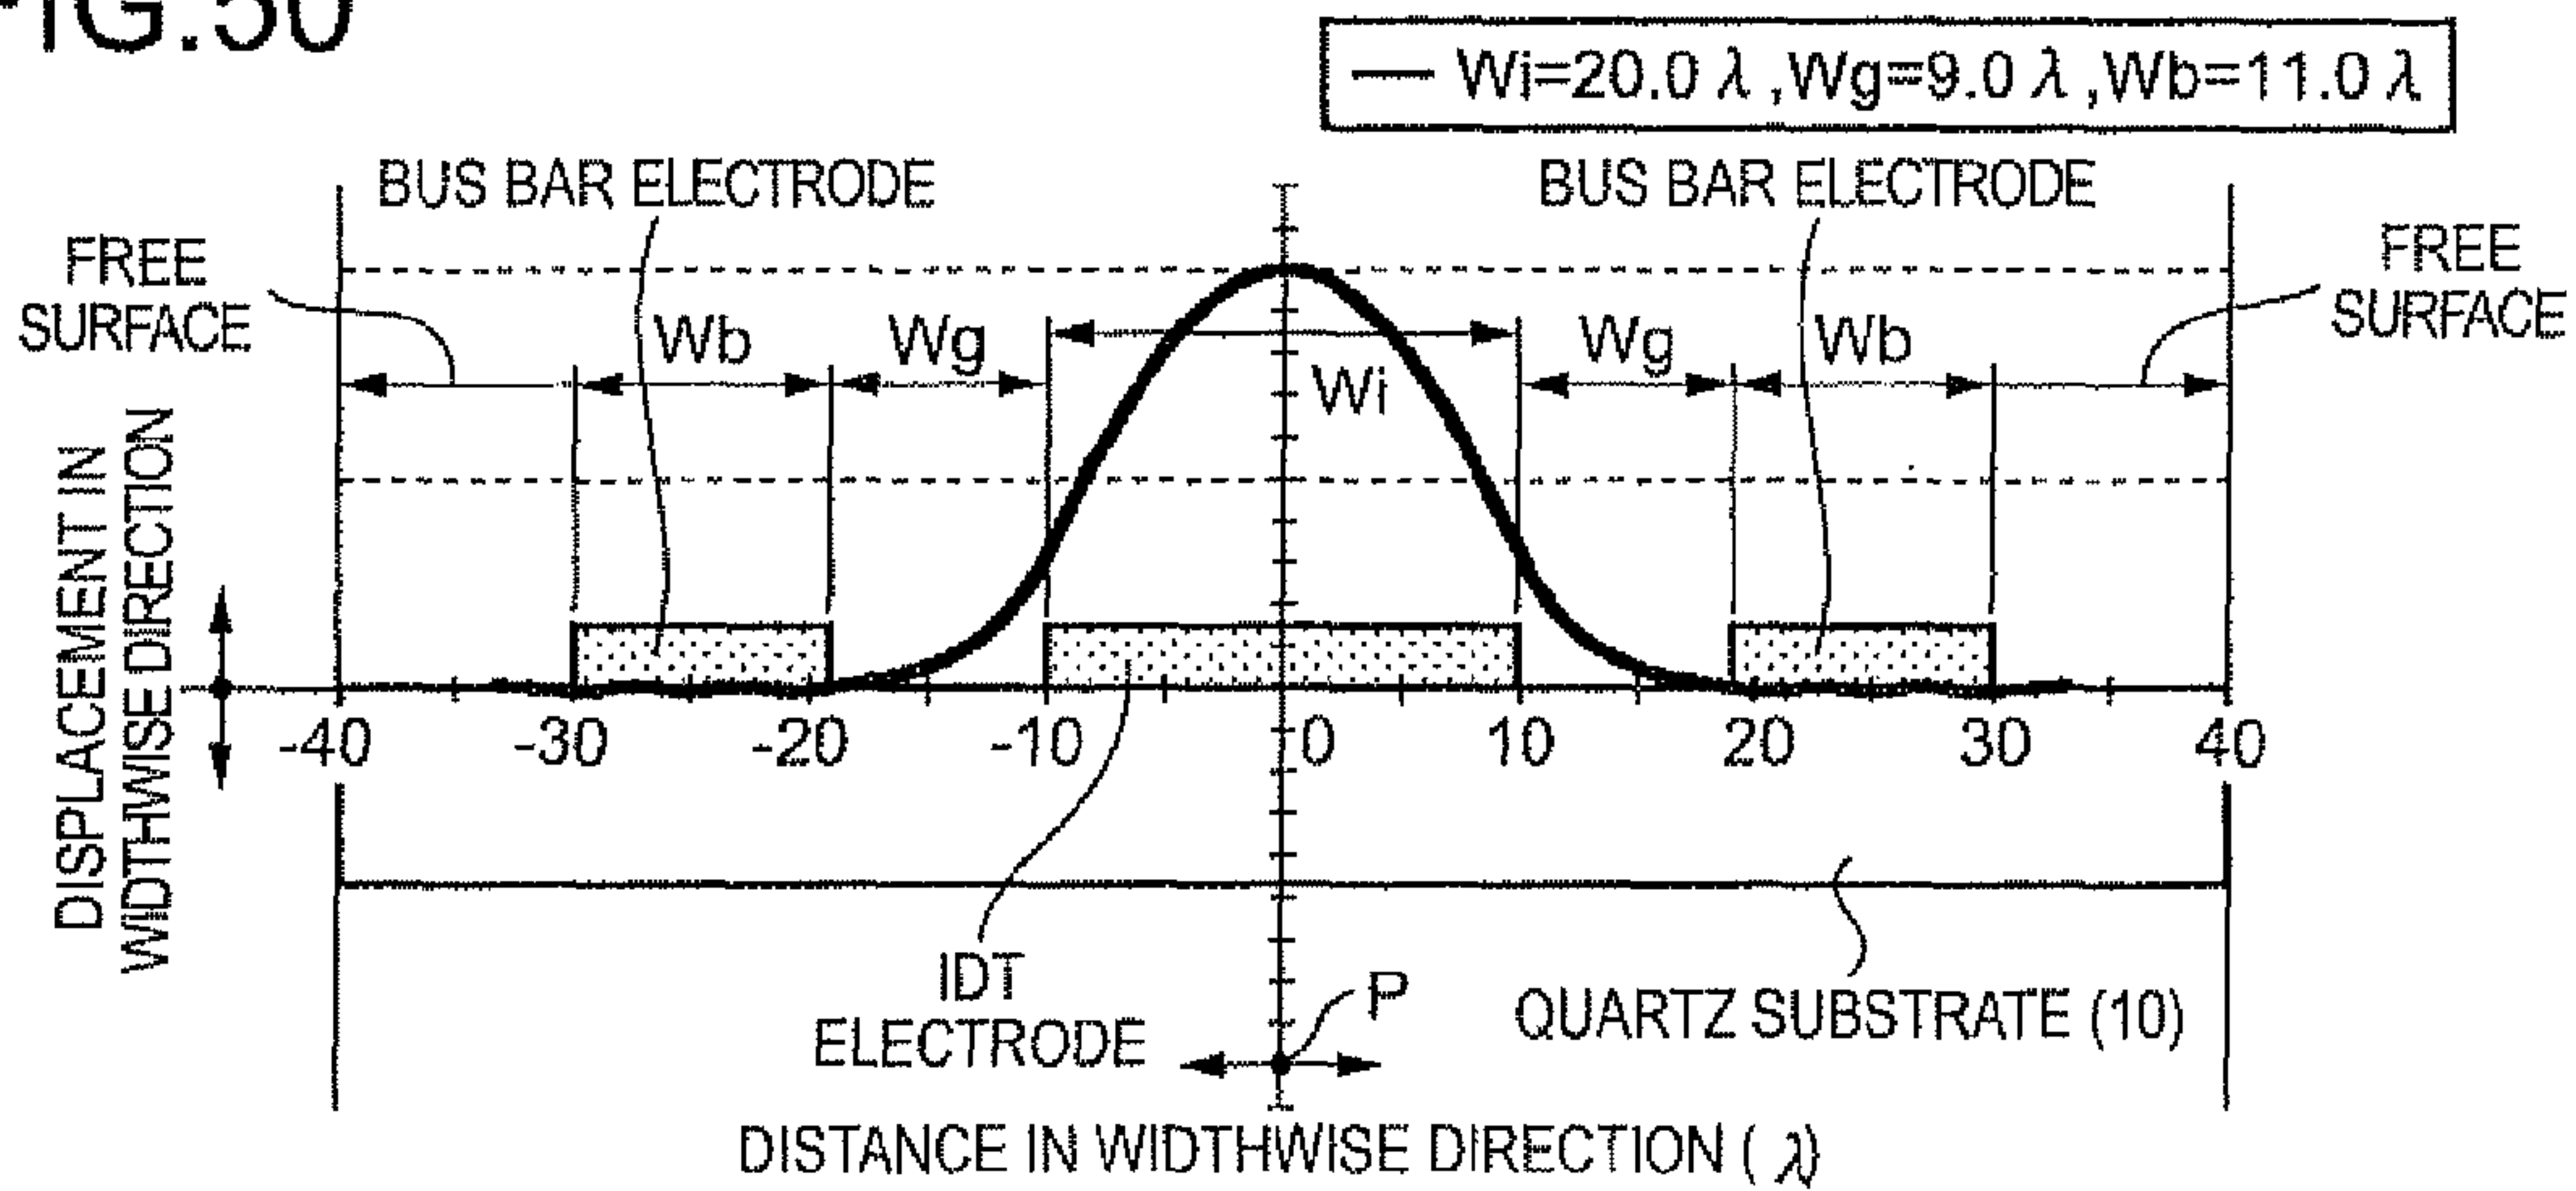 FIG.50
Wi=20.0 λ ,Wg=9.0 λ ,Wb=11.0 λ
BUS BAR ELECTRODE
BUS BAR ELECTRODE
FREE
SURFACE
FREE
SURFACE
Wb
Wg
Wi
Wg
Wb
DISPLACEMENT IN
WIDTHWISE DIRECTION
-40
-30
-20
-10
0
10
20
30
40
IDT
ELECTRODE
P
QUARTZ SUBSTRATE (10)
DISTANCE IN WIDTHWISE DIRECTION ( λ)